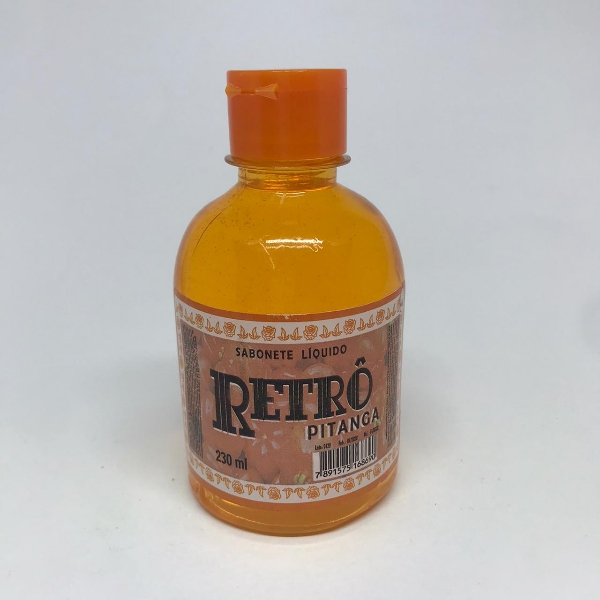 SABONETE LÍQUIDO
RETRÔ
PITANGA
230 ml